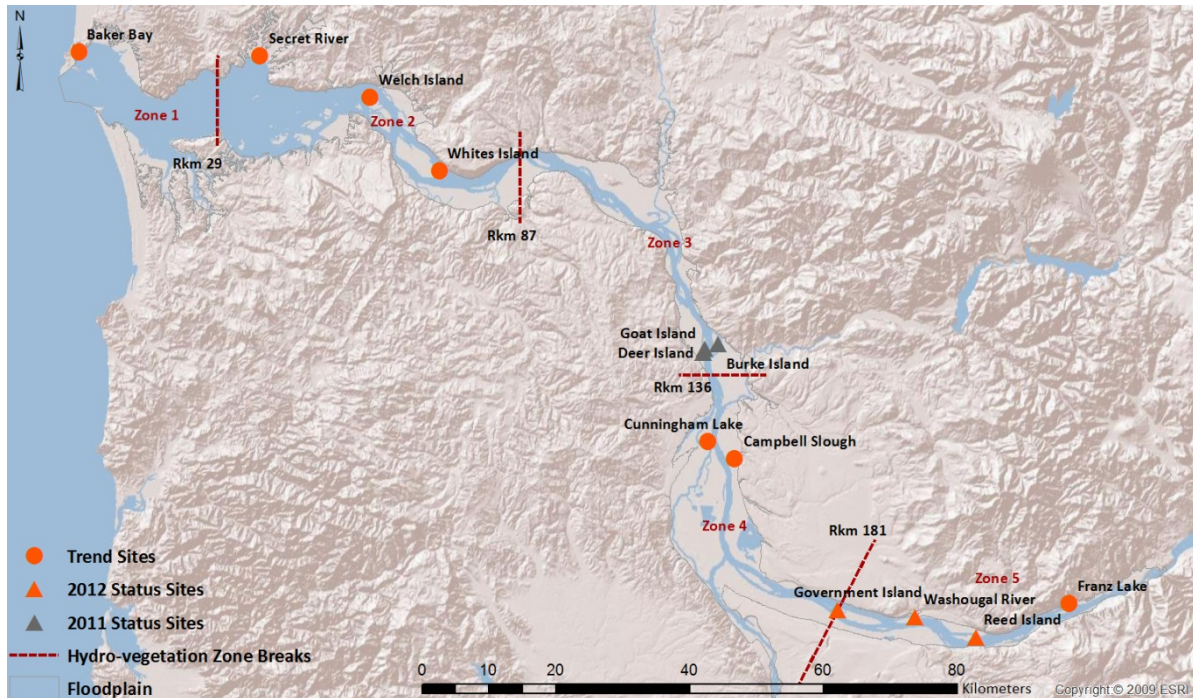 N
Baker Bay
Secret River
Welch Island
Zone 1
Zone 2
Whites Island
Rkm 29
Rkm 87
Zone 3
Goat Island
Deer Island
Burke Island
Rkm 136
Cunningham Lake
Campbell Slough
Zone 4
Rkm 181
Zone 5
Government Island
Washougal River
Franz Lake
Reed Island
Trend Sites
2012 Status Sites
2011 Status Sites
Hydro-vegetation Zone Breaks
Floodplain
0 10 20 40 60 80
Kilometers
Copyright © 2009 ESRI